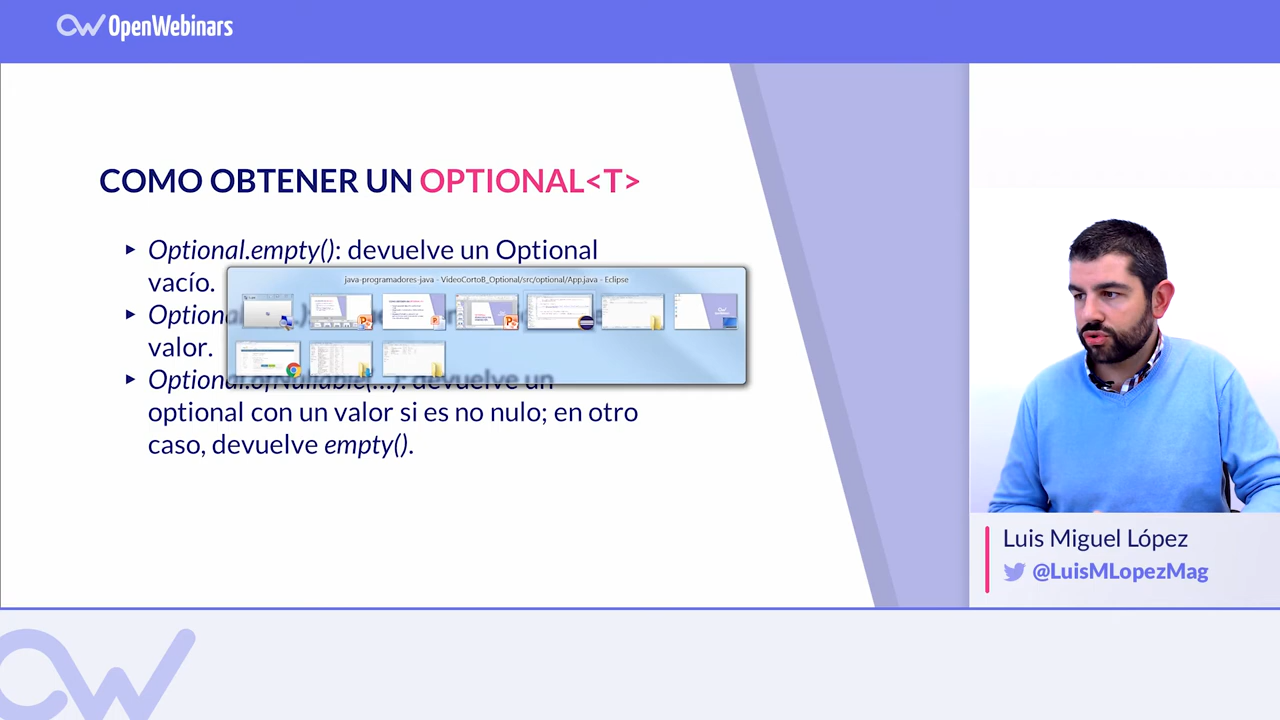 OpenWebinars
COMO OBTENER UN OPTIONAL<T>
Optional.empty(): devuelve un Optional
vacío.
java-programadores-java - VideoCortoB_Optional/src/optional/App.java - Eclipse
Optional
valor.
Optional.ofNullable(...): devuelve un
optional con un valor si es no nulo; en otro
caso, devuelve empty().
Luis Miguel López
@LuisMLopezMag